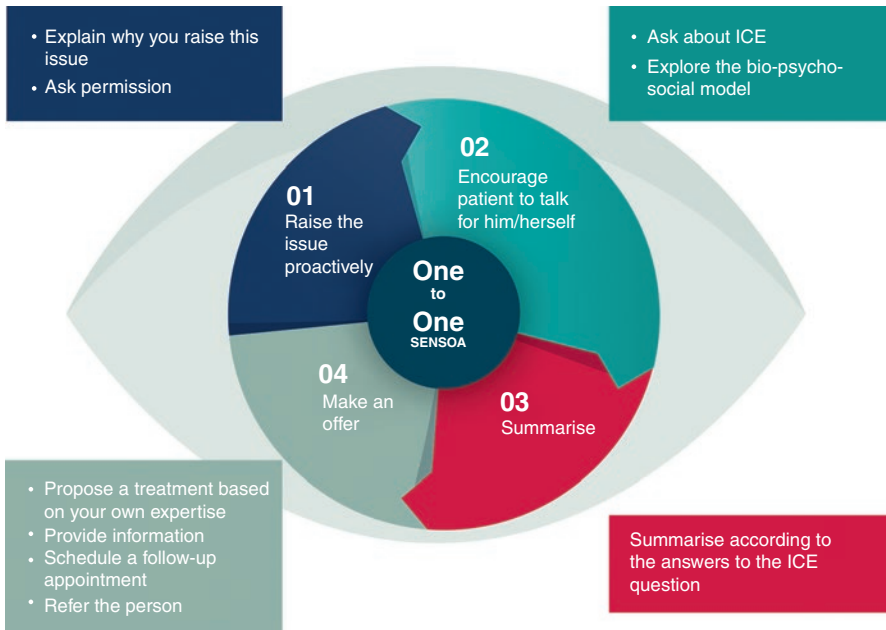 • Explain why you raise this
issue
• Ask permission
• Ask about ICE
• Explore the bio-psycho-
social model
01
Raise the
issue
proactively
02
Encourage
patient to talk
for him/herself
One
to
One
SENSOA
03
Summarise
04
Make an
offer
• Propose a treatment based
on your own expertise
• Provide information
• Schedule a follow-up
appointment
• Refer the person
Summarise according to
the answers to the ICE
question